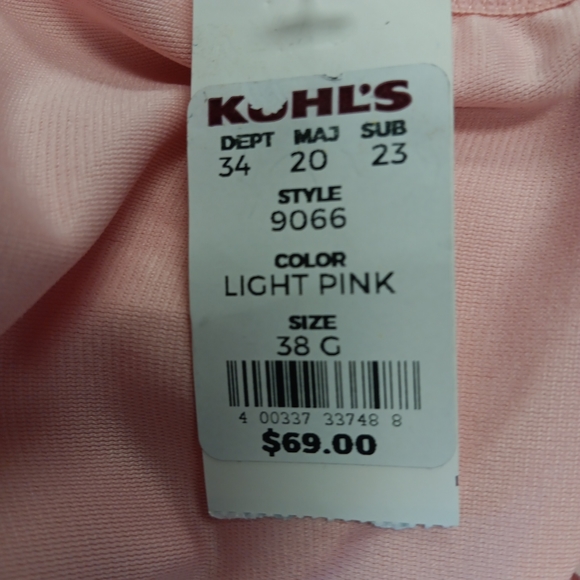 KOHL'S
DEPT MAJ SUB
34 20 23
STYLE
9066
COLOR
LIGHT PINK
SIZE
38 G
4 00337 33748 8
$69.00